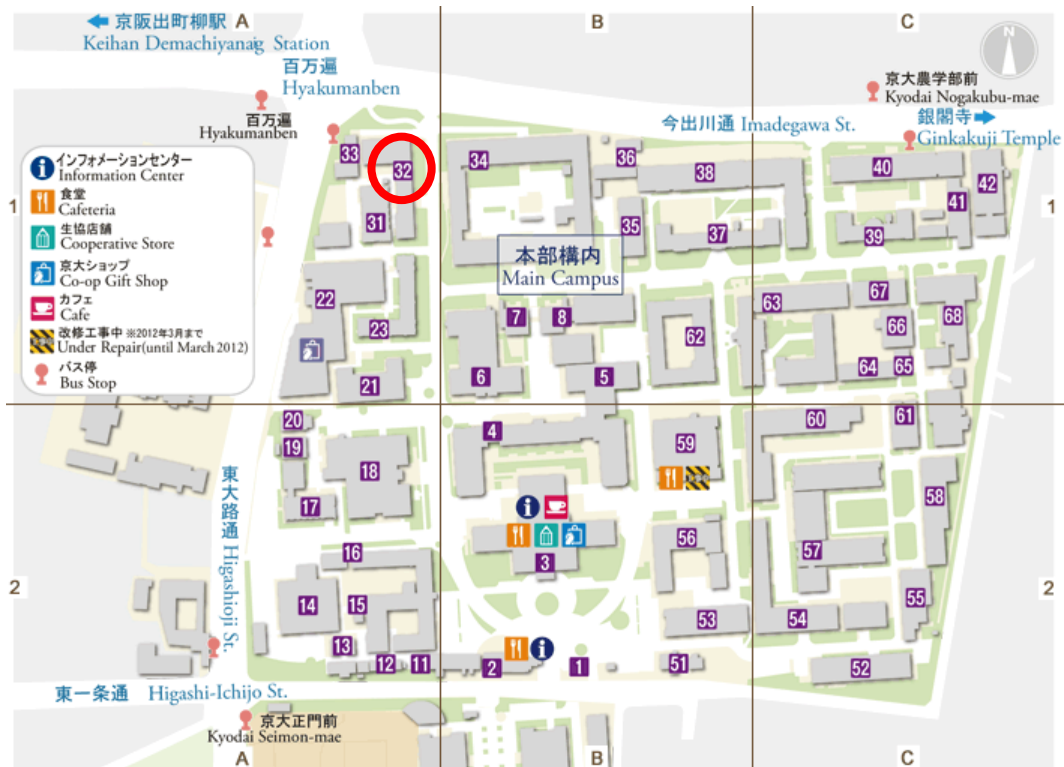 A
B
C
京阪出町柳駅
Keihan Demachiyanaig Station
百万遍
Hyakumanben
百万遍
Hyakumanben
京大農学部前
Kyodai Nogakubu-mae
銀閣寺
Ginkakuji Temple
今出川通 Imadegawa St.
N
インフォメーションセンター
Information Center
食堂
Cafeteria
生協店舗
Cooperative Store
京大ショップ
Co-op Gift Shop
カフェ
Cafe
改修工事中 ※2012年3月まで
Under Repair(until March 2012)
バス停
Bus Stop
1
1
33
32
34
36
38
40
42
41
31
35
37
39
本部構内
Main Campus
22
23
7
8
62
63
67
66
68
21
6
5
64
65
20
19
18
17
4
59
60
61
58
東大路通 Higashioji St.
16
14
15
13
12
11
3
56
57
55
53
54
2
2
2
1
51
52
東一条通 Higashi-Ichijo St.
京大正門前
Kyodai Seimon-mae
A
B
C